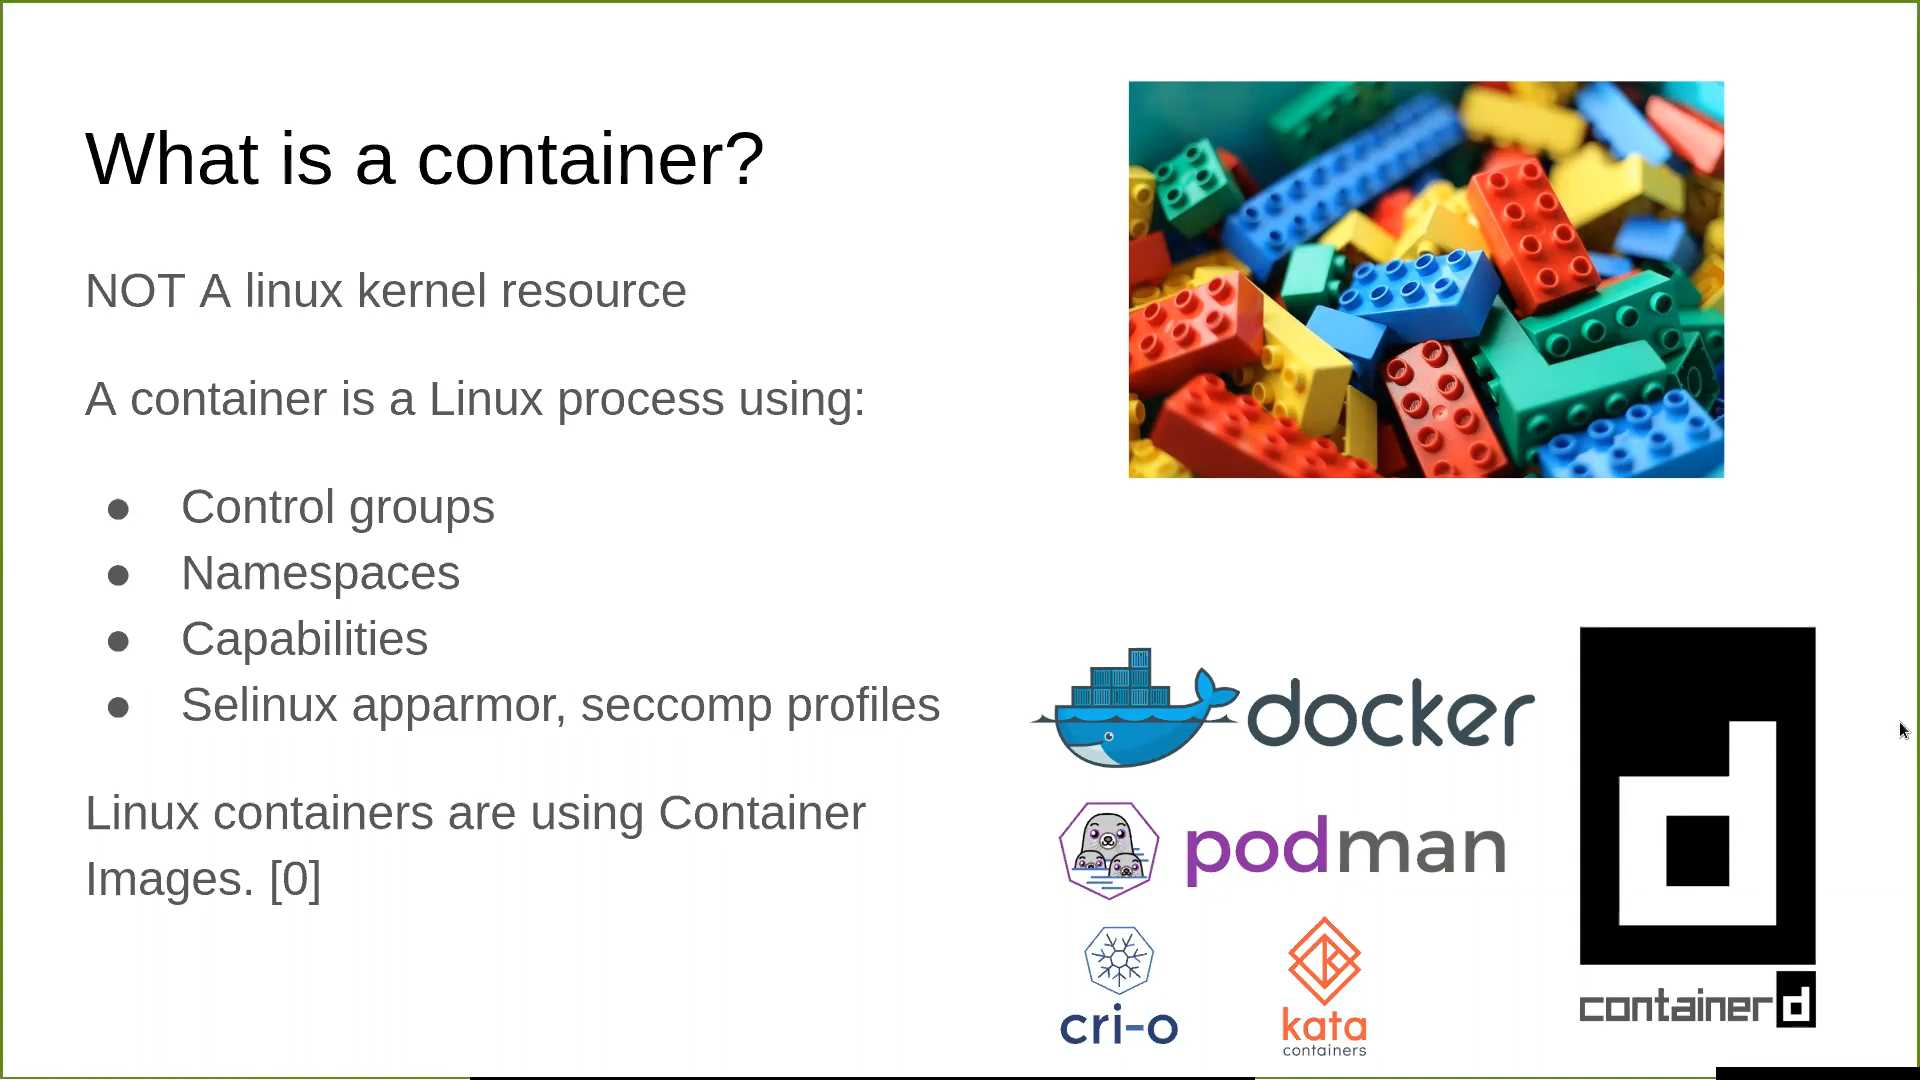 What is a container?
NOT A linux kernel resource
A container is a Linux process using:
● Control groups
● Namespaces
● Capabilities
● Selinux apparmor, seccomp profiles
Linux containers are using Container
Images. [0]
docker
podman
cri-o
kata
containers
d
containerd